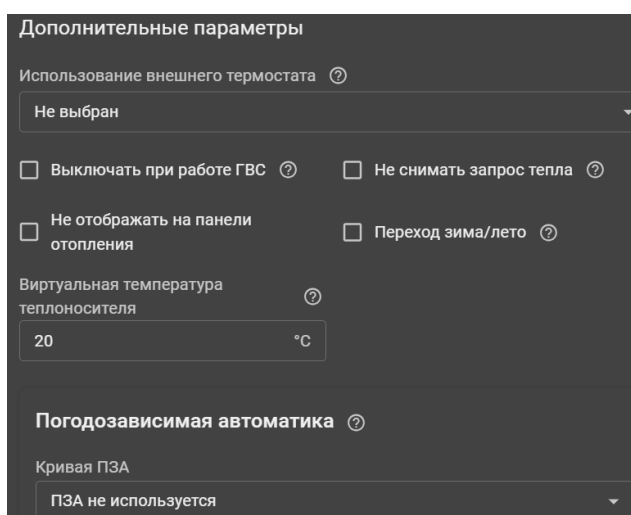 Дополнительные параметры
Использование внешнего термостата
Не выбран
Выключать при работе ГВС
Не снимать запрос тепла
Не отображать на панели
отопления
Переход зима/лето
Виртуальная температура
теплоносителя
20 °C
Погодозависимая автоматика
Кривая ПЗА
ПЗА не используется